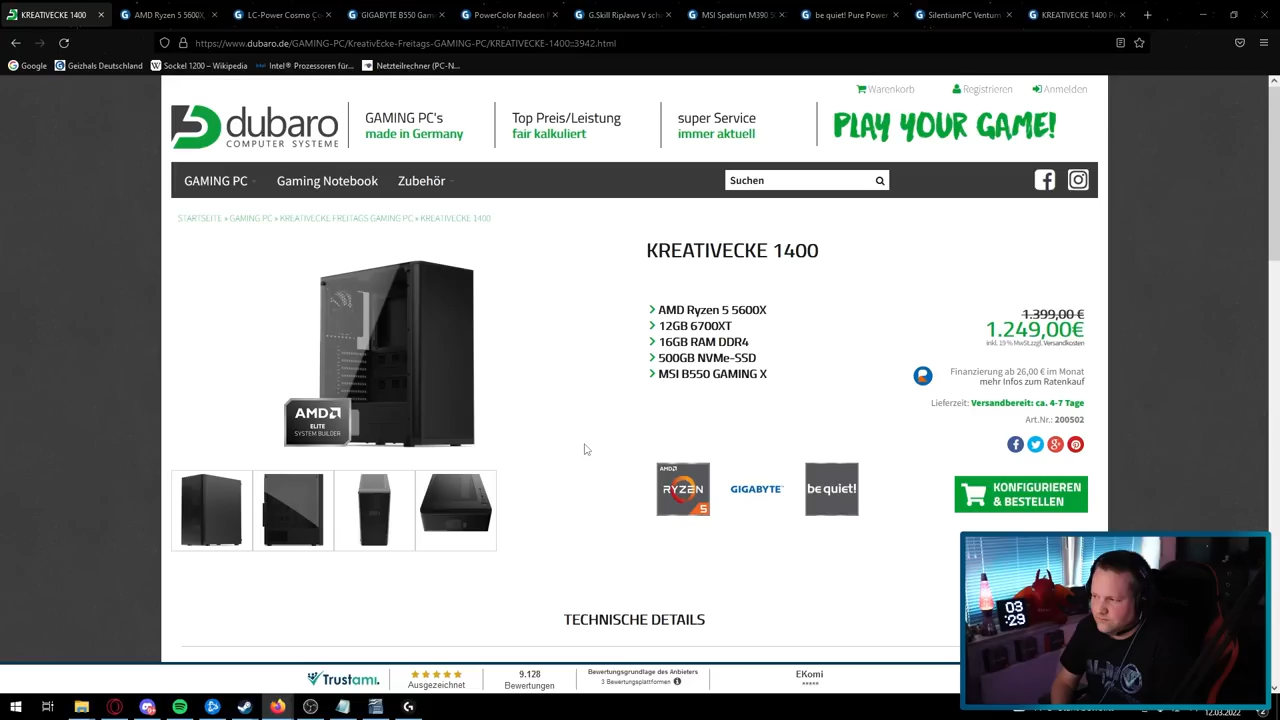 KREATIVECKE 1400
AMD Ryzen 5 5600X,
LC-Power Cosmo Co
GIGABYTE B550 Gam
PowerColor Radeon
G.Skill RipJaws V sch
MSI Spatium M390 5
be quiet! Pure Power
SilentiumPC Ventum
KREATIVECKE 1400 P
https://www.dubaro.de/GAMING-PC/KreativEcke-Freitags-GAMING-PC/KREATIVECKE-1400::3942.html
Google
Geizhals Deutschland
Sockel 1200 – Wikipedia
Intel® Prozessoren für...
Netzteilrechner (PC-N...
Warenkorb
Registrieren
Anmelden
dubaro
COMPUTER SYSTEME
GAMING PC's
made in Germany
Top Preis/Leistung
fair kalkuliert
super Service
immer aktuell
PLAY YOUR GAME!
GAMING PC
Gaming Notebook
Zubehör
Suchen
STARTSEITE » GAMING PC » KREATIVECKE FREITAGS GAMING PC » KREATIVECKE 1400
KREATIVECKE 1400
AMD Ryzen 5 5600X
12GB 6700XT
16GB RAM DDR4
500GB NVMe-SSD
MSI B550 GAMING X
1.399,00 €
1.249,00€
inkl. 19 % MwSt.zzgl. Versandkosten
Finanzierung ab 26,00 € im Monat
mehr Infos zum Ratenkauf
Lieferzeit: Versandbereit: ca. 4-7 Tage
Art.Nr.: 200502
AMD
ELITE
SYSTEM BUILDER
AMD
RYZEN
5
GIGABYTE
be quiet!
KONFIGURIEREN
& BESTELLEN
TECHNISCHE DETAILS
03
:29
Trustami.
Ausgezeichnet
9.128
Bewertungen
Bewertungsgrundlage des Anbieters
3 Bewertungsplattformen
EKomi
12.03.2022